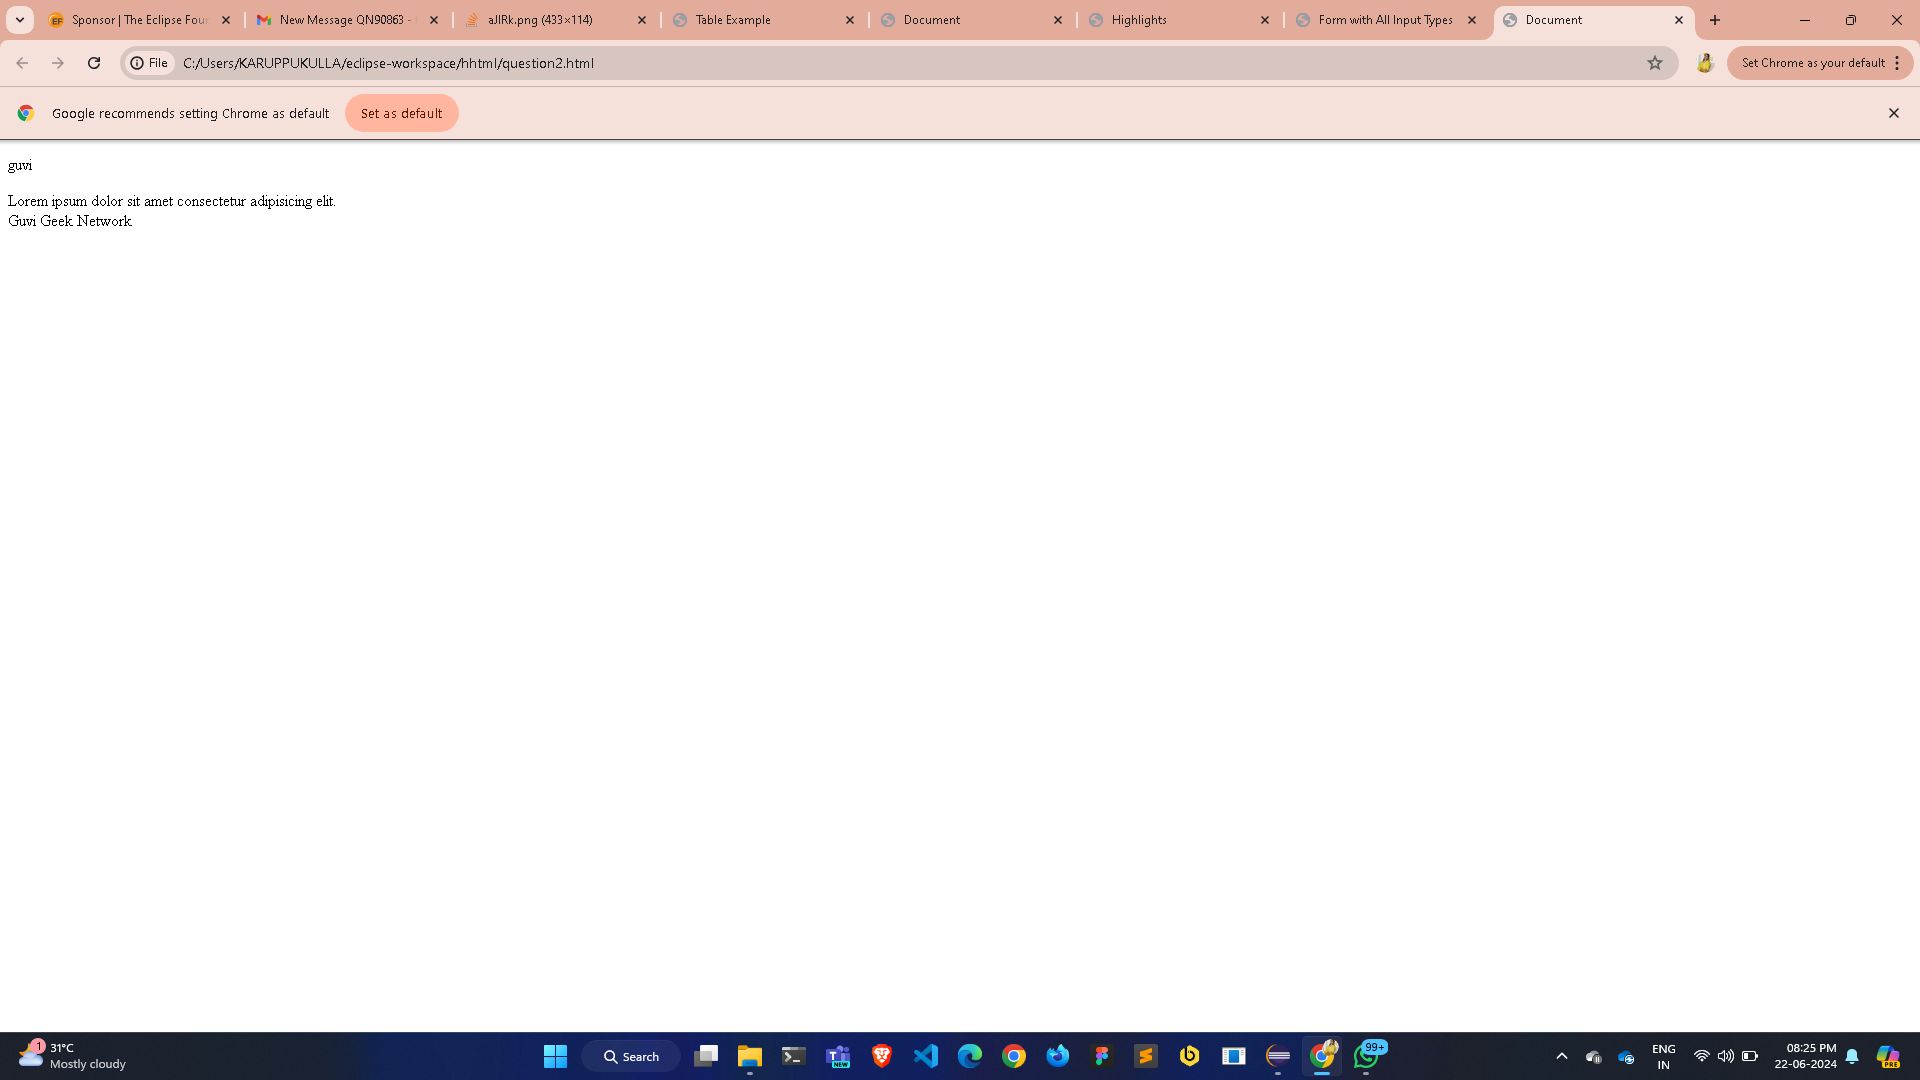 Sponsor | The Eclipse Four
New Message QN90863 -
aJIRk.png (433×114)
Table Example
Document
Highlights
Form with All Input Types
Document
File
C:/Users/KARUPPUKULLA/eclipse-workspace/hhtml/question2.html
Set Chrome as your default
Google recommends setting Chrome as default
Set as default
guvi
Lorem ipsum dolor sit amet consectetur adipisicing elit.
Guvi Geek Network
1
31°C
Mostly cloudy
Search
NEW
99+
ENG
IN
08:25 PM
22-06-2024
PRE